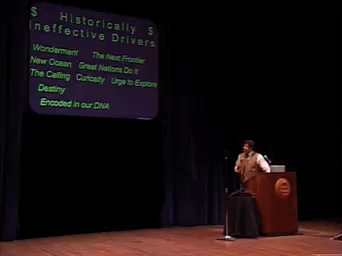 $ Historically $
Ineffective Drivers
Wonderment The Next Frontier
New Ocean Great Nations Do It
The Calling Curiosity Urge to Explore
Destiny
Encoded in our DNA